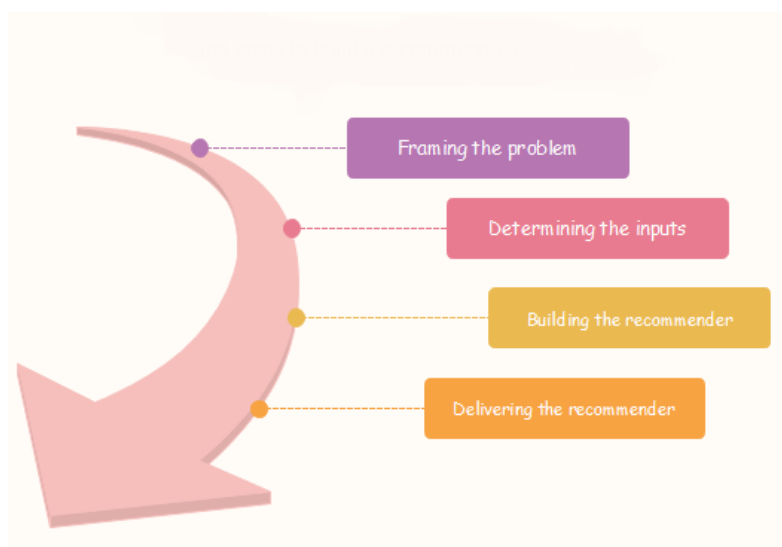 Framing the problem
Determining the inputs
Building the recommender
Delivering the recommender